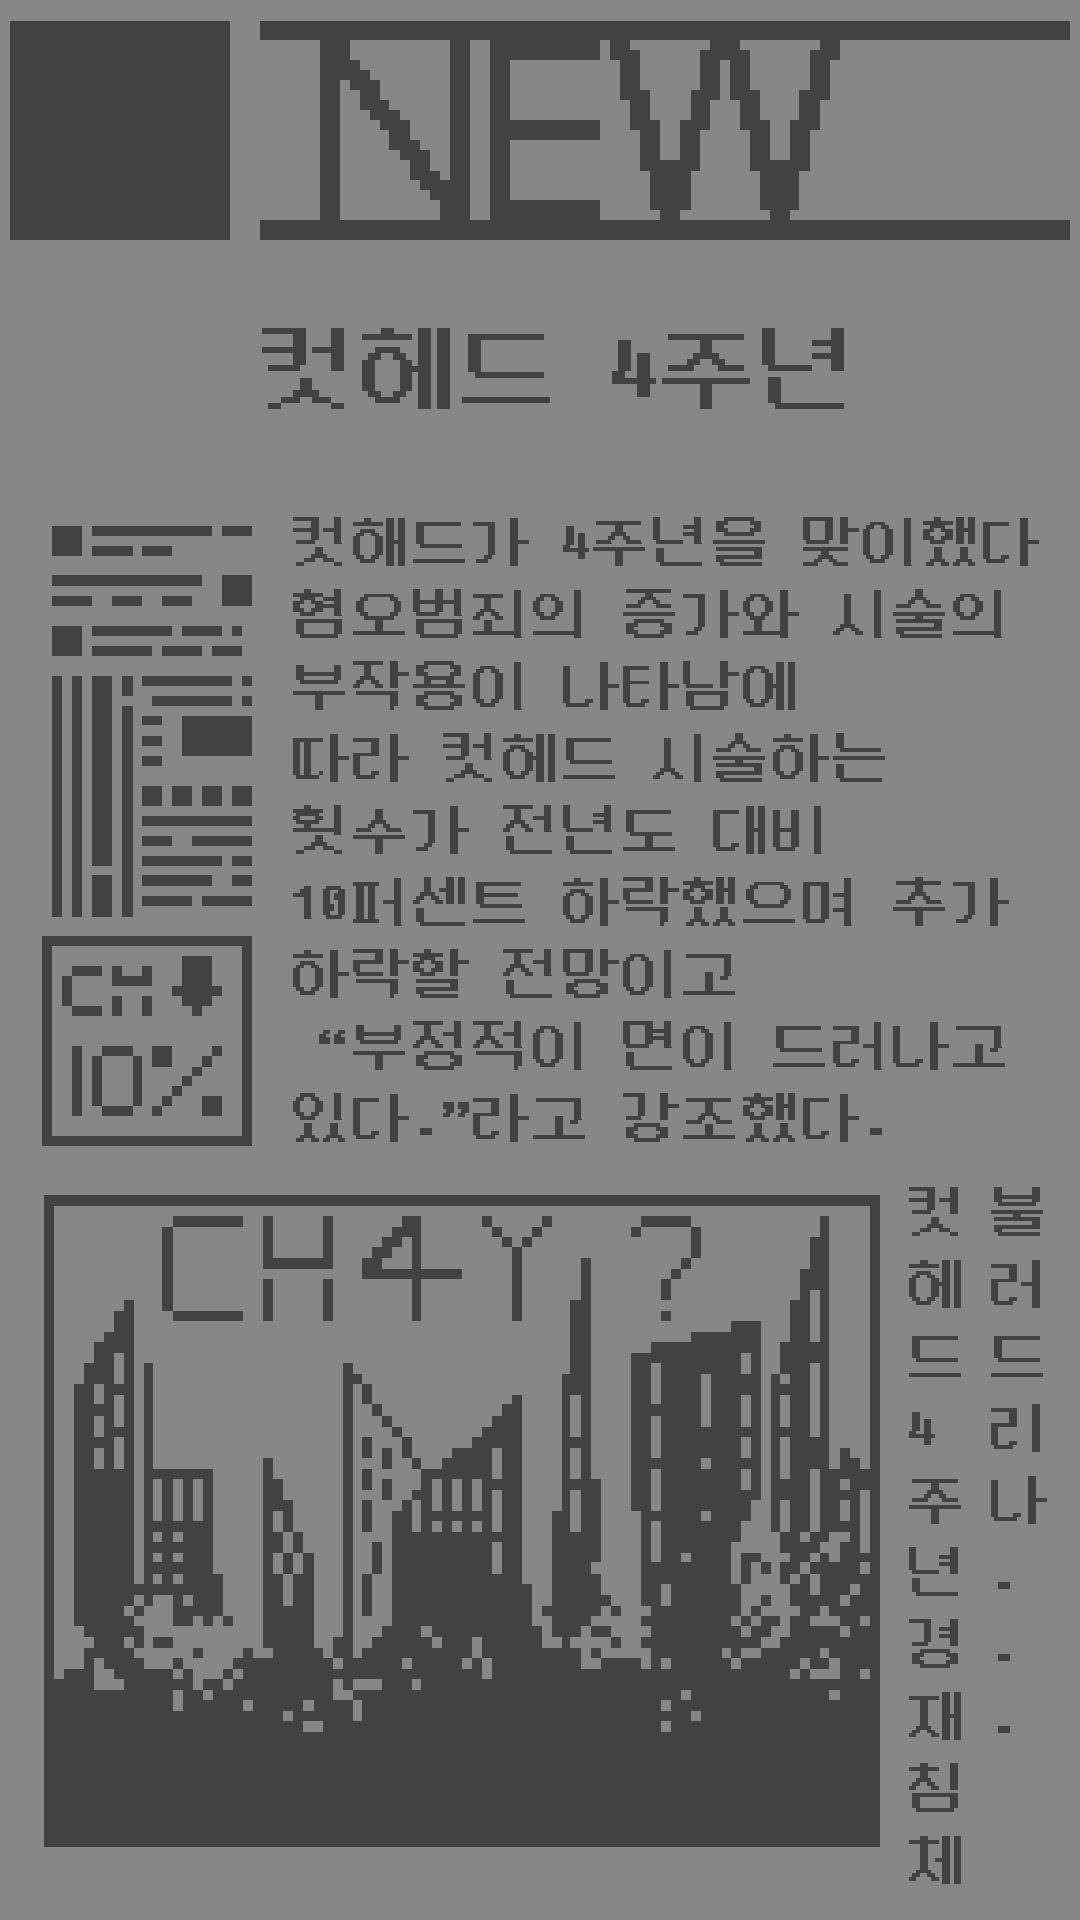 NEW
컷헤드 4주년
컷해드가 4주년을 맞이했다
혐오범죄의 증가와 시술의
부작용이 나타남에
따라 컷헤드 시술하는
횟수가 전년도 대비
10퍼센트 하락했으며 추가
하락할 전망이고
“부정적이 면이 드러나고
있다.”라고 강조했다.
CH
10%
CH4Y ?
컷헤드4주년경재침체
불러드리나...